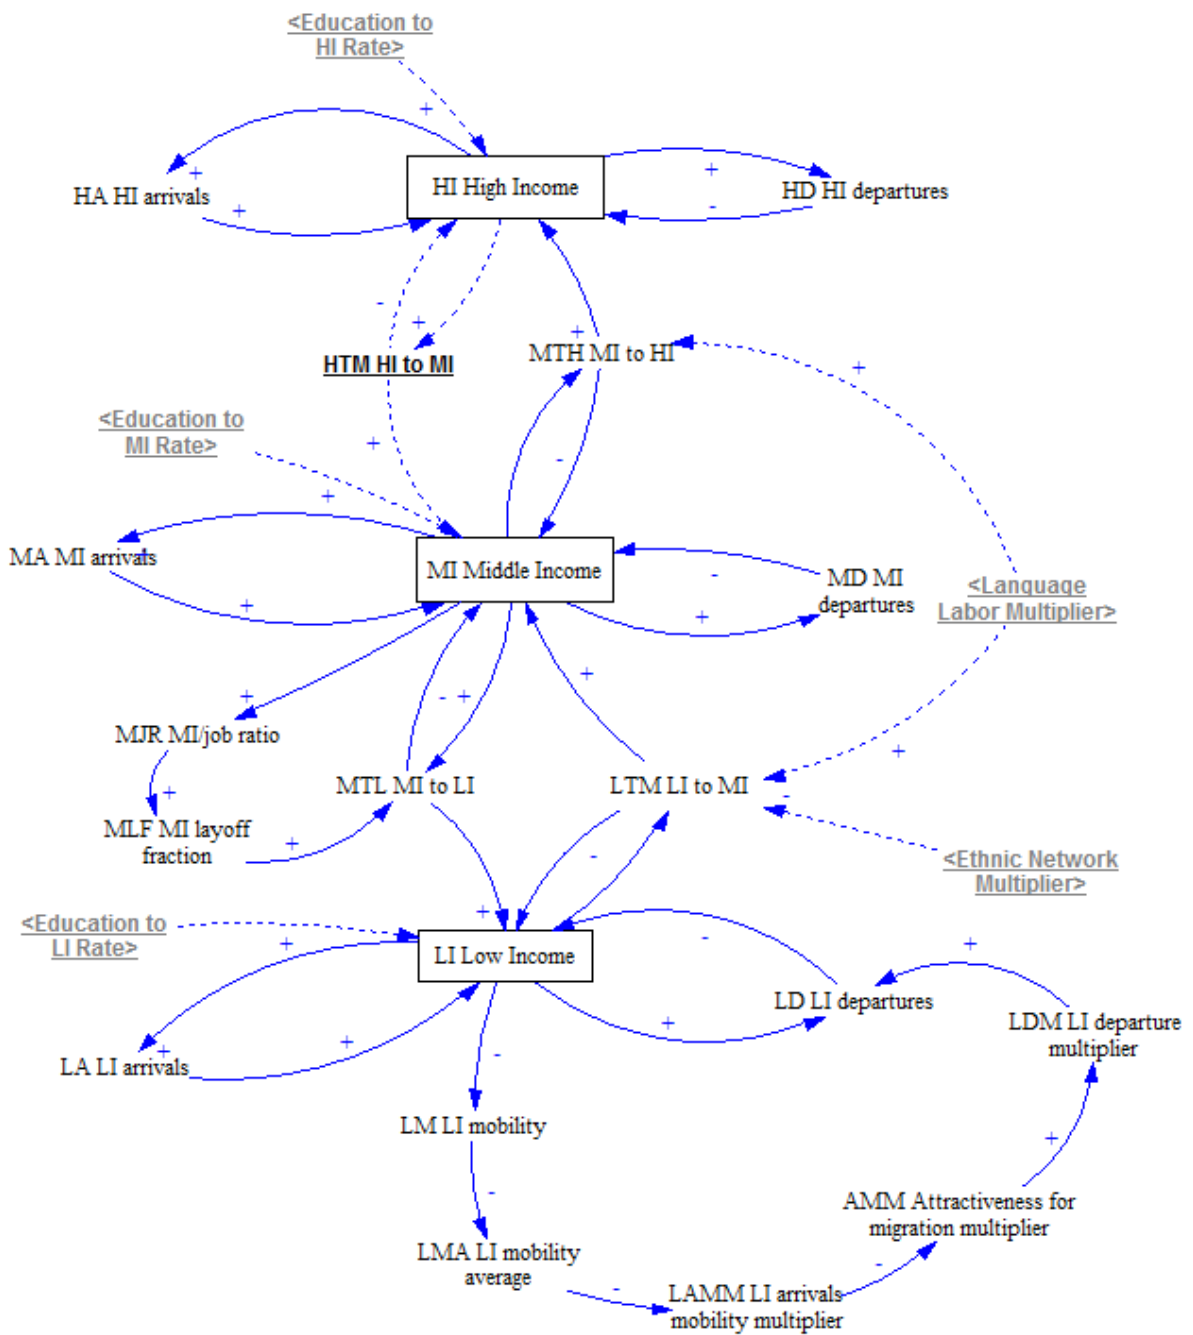 <Education to
HI Rate>
+
HI High Income
+
+
HA HI arrivals
+
-
HD HI departures
-
+
HTM HI to MI
+
MTH MI to HI
+
<Education to
MI Rate>
+
-
+
MA MI arrivals
+
MI Middle Income
-
MD MI
departures
<Language
Labor Multiplier>
+
+
+
- +
+
MJR MI/job ratio
+
MTL MI to LI
LTM LI to MI
+
-
MLF MI layoff
fraction
+
-
<Ethnic Network
Multiplier>
<Education to
LI Rate>
+
+
LI Low Income
-
+
LD LI departures
LDM LI departure
multiplier
+
LA LI arrivals
+
+
-
LM LI mobility
+
-
AMM Attractiveness for
migration multiplier
LMA LI mobility
average
-
-
LAMM LI arrivals
mobility multiplier